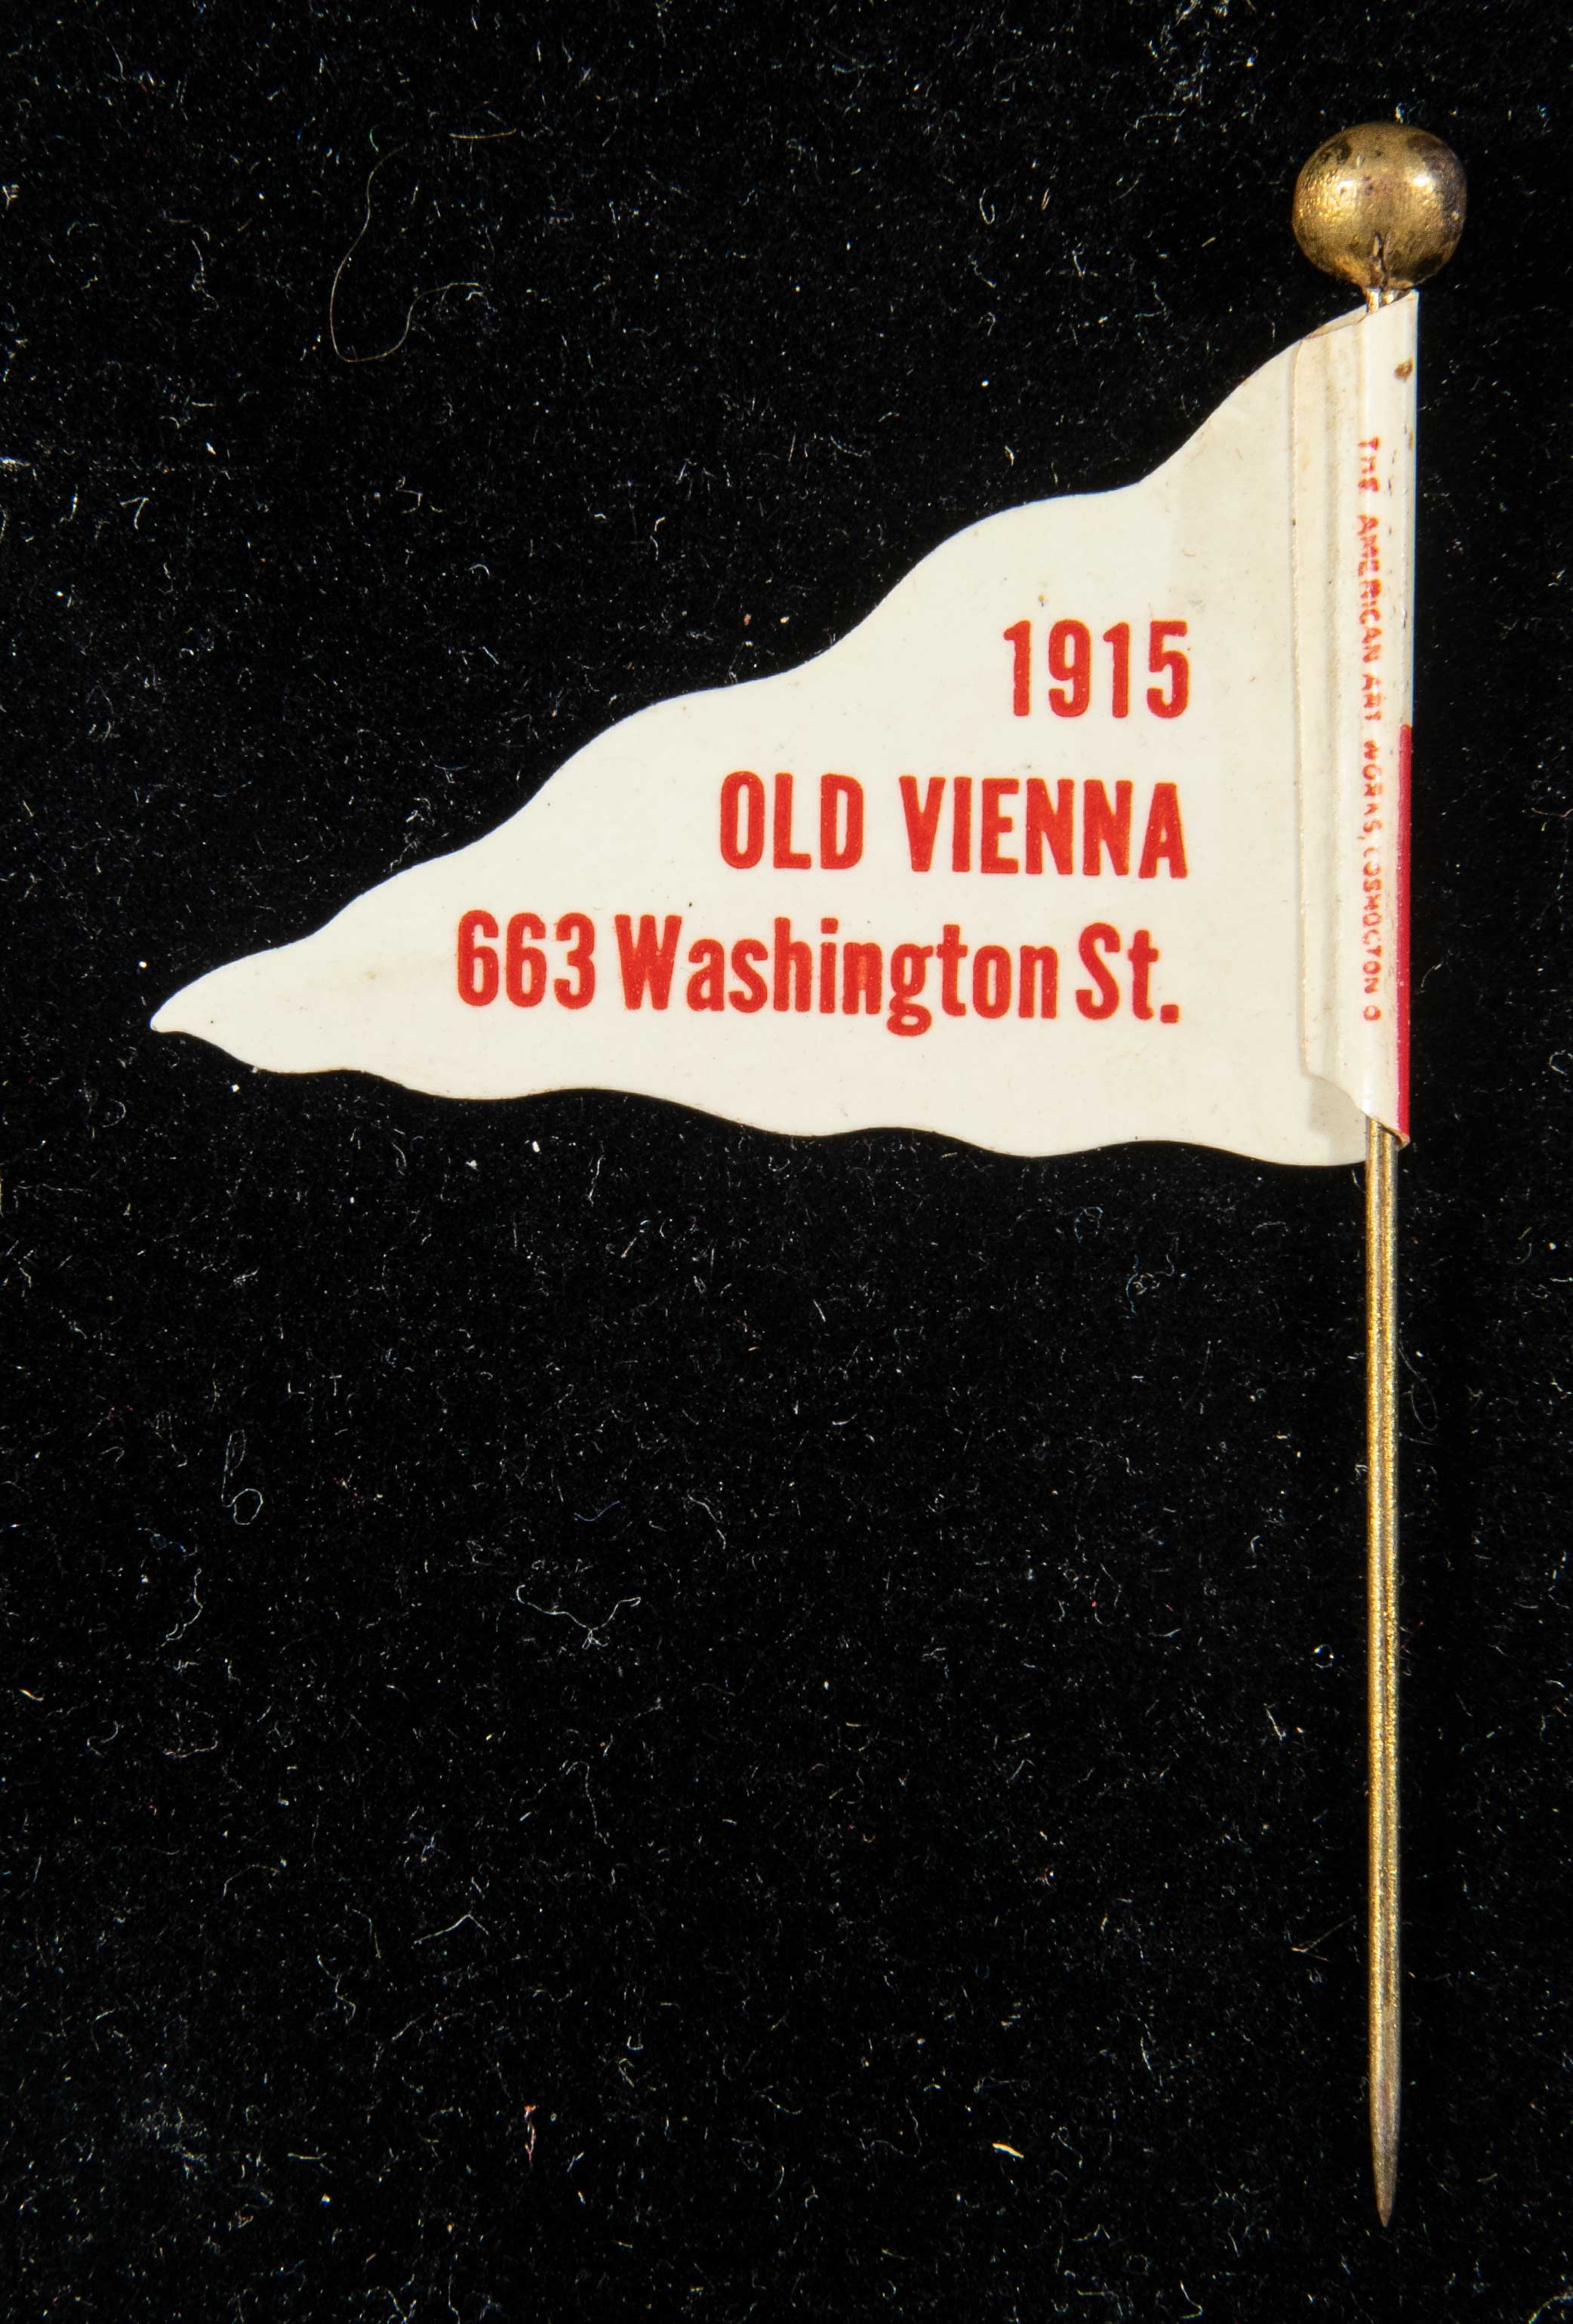 1915
OLD VIENNA
663 Washington St.
THE AMERICAN ART WORKS, COSHOCTON O